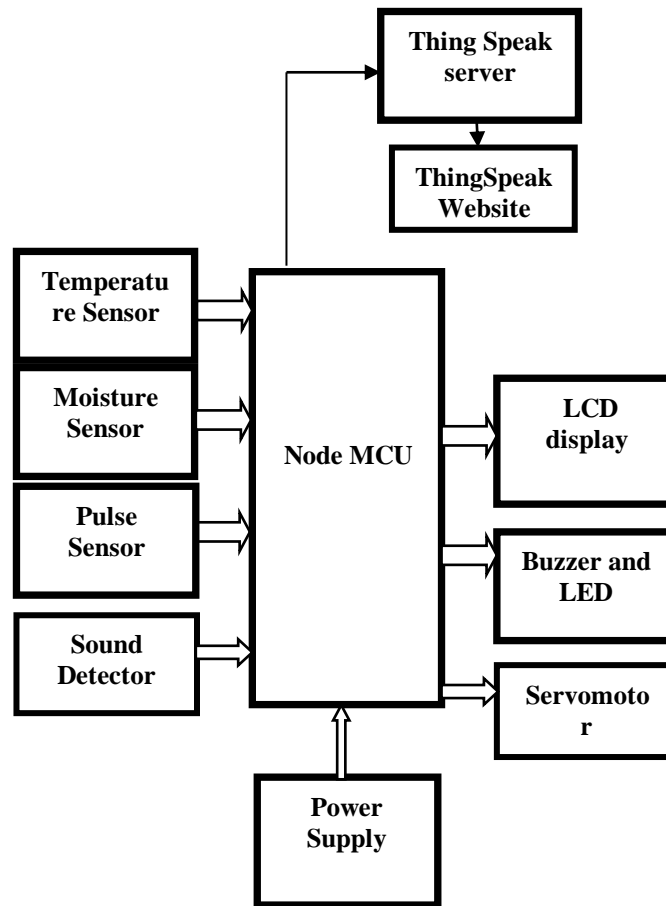 Thing Speak
server
ThingSpeak
Website
Temperatu
re Sensor
Moisture
Sensor
Pulse
Sensor
Sound
Detector
Node MCU
LCD
display
Buzzer and
LED
Servomoto
r
Power
Supply